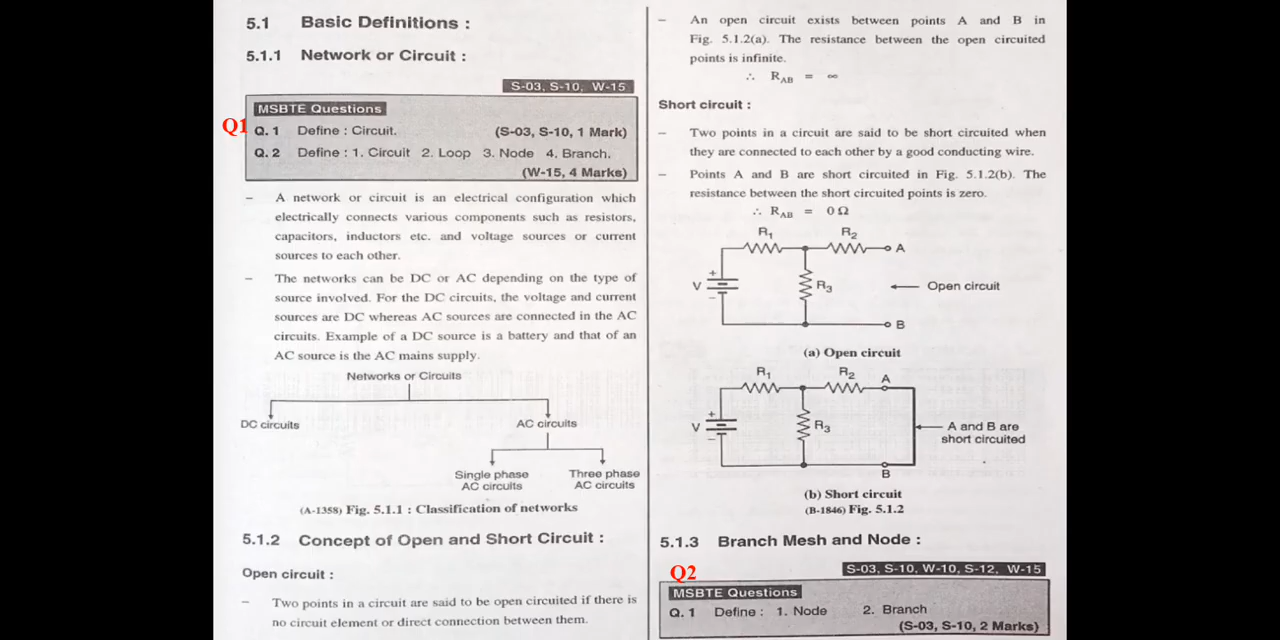 5.1 Basic Definitions :
5.1.1 Network or Circuit :
S-03, S-10, W-15
MSBTE Questions
Q1
Q. 1 Define : Circuit. (S-03, S-10, 1 Mark)
Q. 2 Define : 1. Circuit 2. Loop 3. Node 4. Branch.
(W-15, 4 Marks)
– A network or circuit is an electrical configuration which
electrically connects various components such as resistors,
capacitors, inductors etc. and voltage sources or current
sources to each other.
– The networks can be DC or AC depending on the type of
source involved. For the DC circuits, the voltage and current
sources are DC whereas AC sources are connected in the AC
circuits. Example of a DC source is a battery and that of an
AC source is the AC mains supply.
Networks or Circuits
DC circuits
AC circuits
Single phase
AC circuits
Three phase
AC circuits
(A-1358) Fig. 5.1.1 : Classification of networks
5.1.2 Concept of Open and Short Circuit :
Open circuit :
– Two points in a circuit are said to be open circuited if there is
no circuit element or direct connection between them.
– An open circuit exists between points A and B in
Fig. 5.1.2(a). The resistance between the open circuited
points is infinite.
∴ R_AB = ∞
Short circuit :
– Two points in a circuit are said to be short circuited when
they are connected to each other by a good conducting wire.
– Points A and B are short circuited in Fig. 5.1.2(b). The
resistance between the short circuited points is zero.
∴ R_AB = 0 Ω
R1 R2
A
+
V
–
R3
Open circuit
B
(a) Open circuit
R1 R2 A
+
V
–
R3
A and B are
short circuited
B
(b) Short circuit
(B-1846) Fig. 5.1.2
5.1.3 Branch Mesh and Node :
Q2
S-03, S-10, W-10, S-12, W-15
MSBTE Questions
Q. 1 Define : 1. Node 2. Branch
(S-03, S-10, 2 Marks)